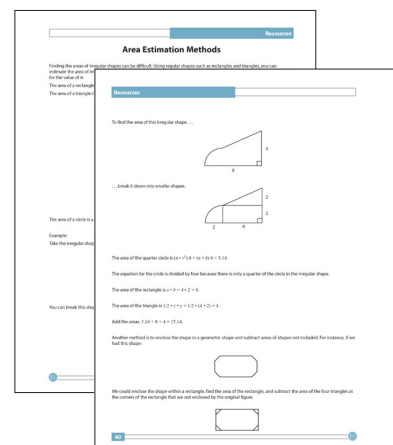 Resources
Area Estimation Methods
Finding the areas of irregular shapes can be difficult. Using regular shapes such as rectangles and triangles, you can
estimate the area of irr
for the value of π.
The area of a rectangle
The area of a triangle i
The area of a circle is a
Example:
Take the irregular shap
You can break this shap
Resources
To find the area of this irregular shape …
4
6
… break it down into smaller shapes.
2
2
2
4
The area of the quarter circle is (π • r²)/4 = (π • 4)/4 = 3.14.
The equation for the circle is divided by four because there is only a quarter of the circle in the irregular shape.
The area of the rectangle is a • b = 4 • 2 = 8.
The area of the triangle is 1/2 • x • y = 1/2 • (4 • 2) = 4.
Add the areas: 3.14 + 8 + 4 = 15.14.
Another method is to enclose the shape in a geometric shape and subtract areas of shapes not included. For instance, if we
had this shape:
We could enclose the shape within a rectangle, find the area of the rectangle, and subtract the area of the four triangles at
the corners of the rectangle that are not enclosed by the original figure.
40